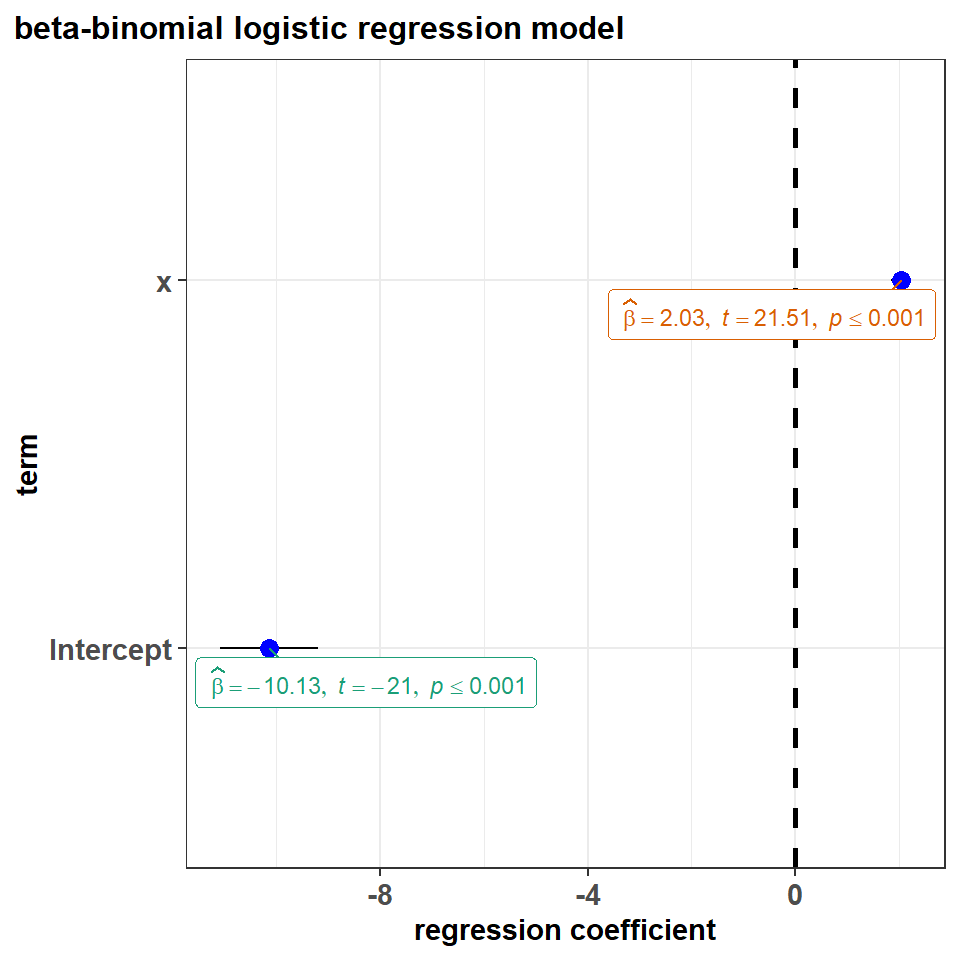 beta-binomial logistic regression model
term
x
β̂ = 2.03, t = 21.51, p ≤ 0.001
Intercept
β̂ = −10.13, t = −21, p ≤ 0.001
-8 -4 0
regression coefficient